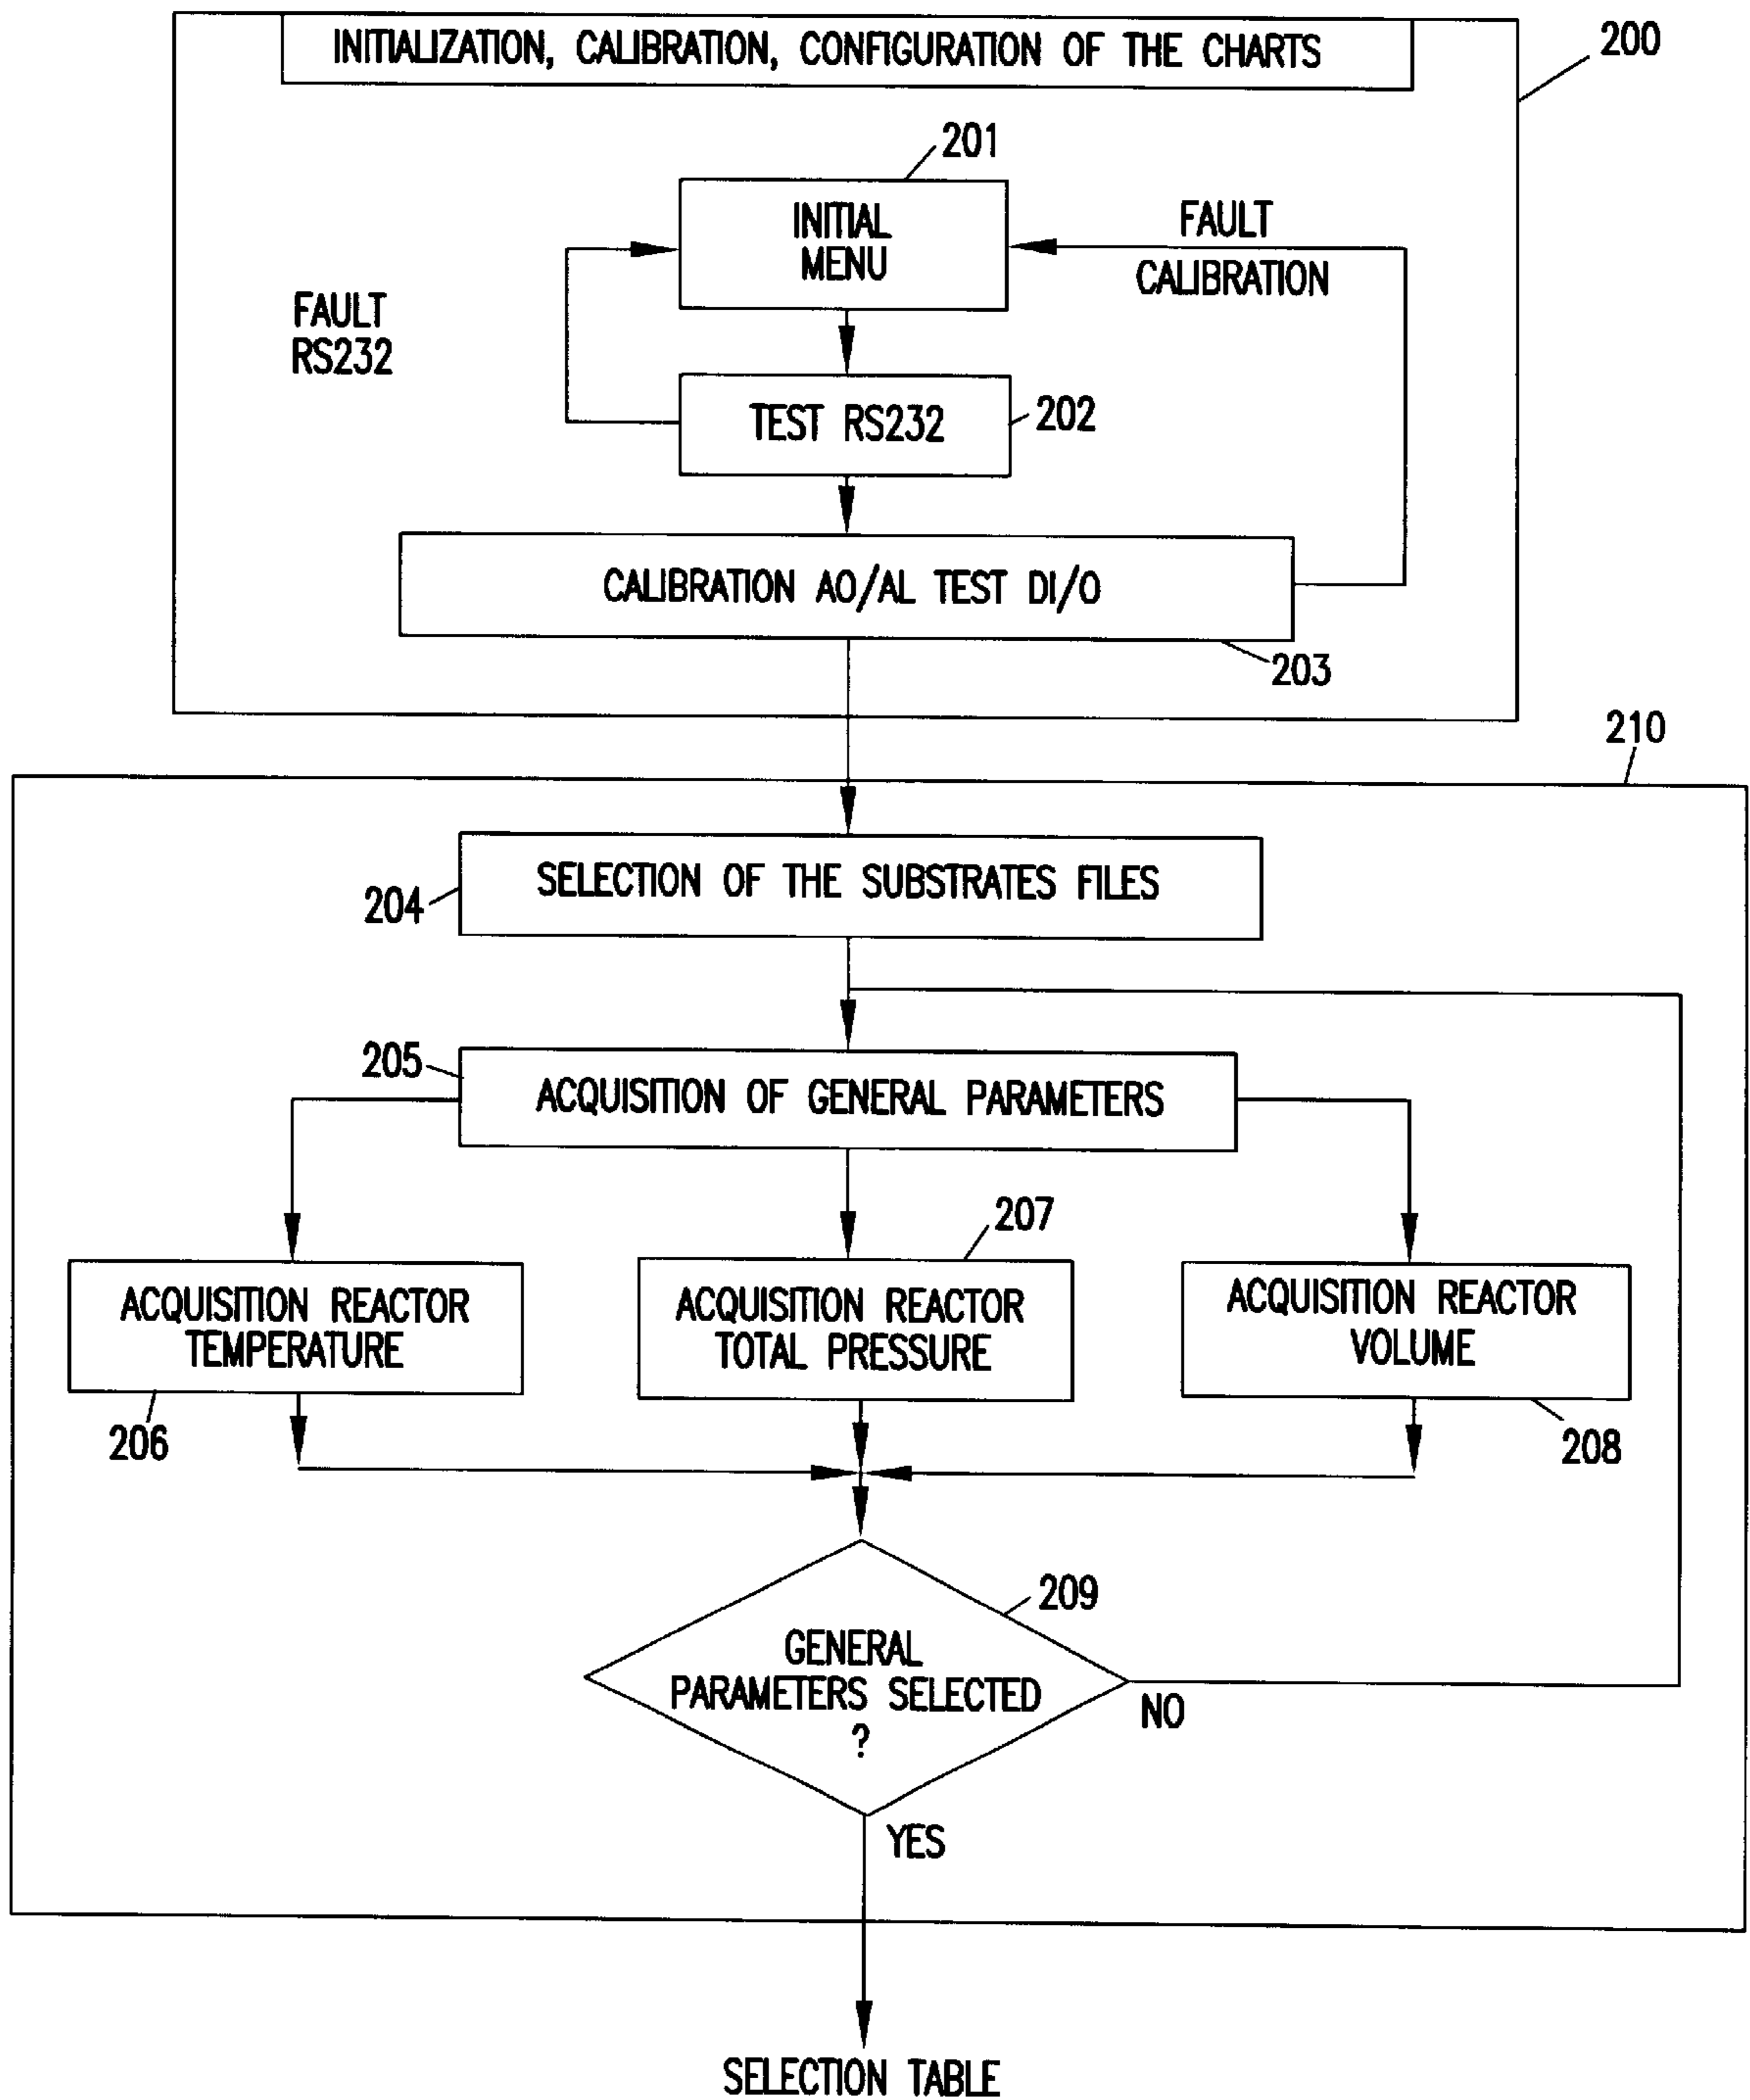 INITIALIZATION, CALIBRATION, CONFIGURATION OF THE CHARTS
200
201
INITIAL
MENU
FAULT
CALIBRATION
FAULT
RS232
TEST RS232
202
CALIBRATION AO/AL TEST DI/O
203
210
SELECTION OF THE SUBSTRATES FILES
204
205
ACQUISITION OF GENERAL PARAMETERS
207
ACQUISITION REACTOR
TEMPERATURE
206
ACQUISITION REACTOR
TOTAL PRESSURE
ACQUISITION REACTOR
VOLUME
208
209
GENERAL
PARAMETERS SELECTED
?
NO
YES
SELECTION TABLE